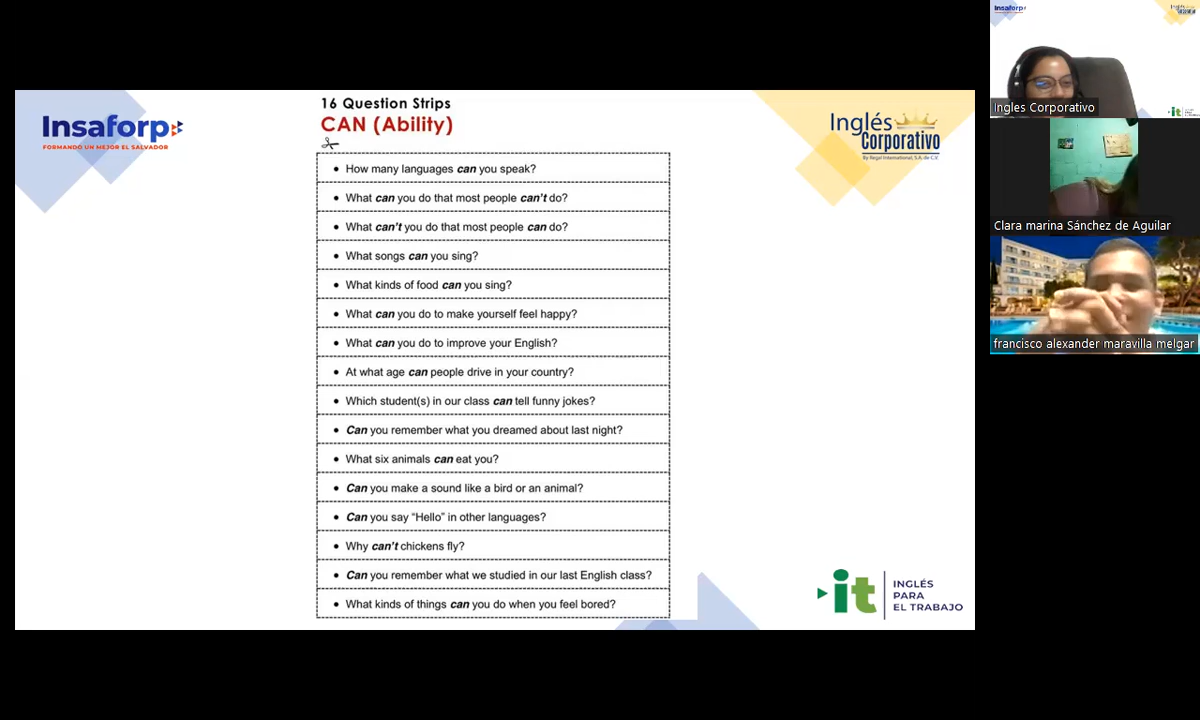 Insaforp
FORMANDO UN MEJOR EL SALVADOR
16 Question Strips
CAN (Ability)
Inglés
Corporativo
By Regal International, S.A. de C.V.
• How many languages can you speak?
• What can you do that most people can't do?
• What can't you do that most people can do?
• What songs can you sing?
• What kinds of food can you sing?
• What can you do to make yourself feel happy?
• What can you do to improve your English?
• At what age can people drive in your country?
• Which student(s) in our class can tell funny jokes?
• Can you remember what you dreamed about last night?
• What six animals can eat you?
• Can you make a sound like a bird or an animal?
• Can you say “Hello” in other languages?
• Why can't chickens fly?
• Can you remember what we studied in our last English class?
• What kinds of things can you do when you feel bored?
it
INGLÉS
PARA
EL TRABAJO
Insaforp
Ingles Corporativo
it
Clara marina Sánchez de Aguilar
francisco alexander maravilla melgar